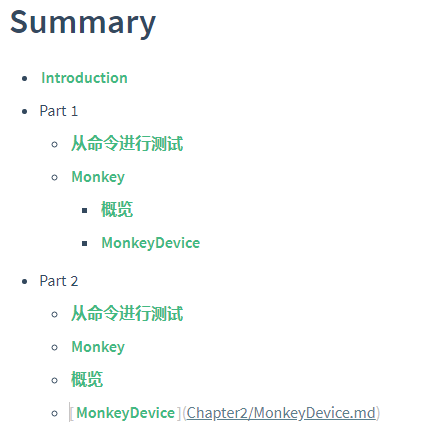 Summary
Introduction
Part 1
从命令进行测试
Monkey
概览
MonkeyDevice
Part 2
从命令进行测试
Monkey
概览
[MonkeyDevice](Chapter2/MonkeyDevice.md)